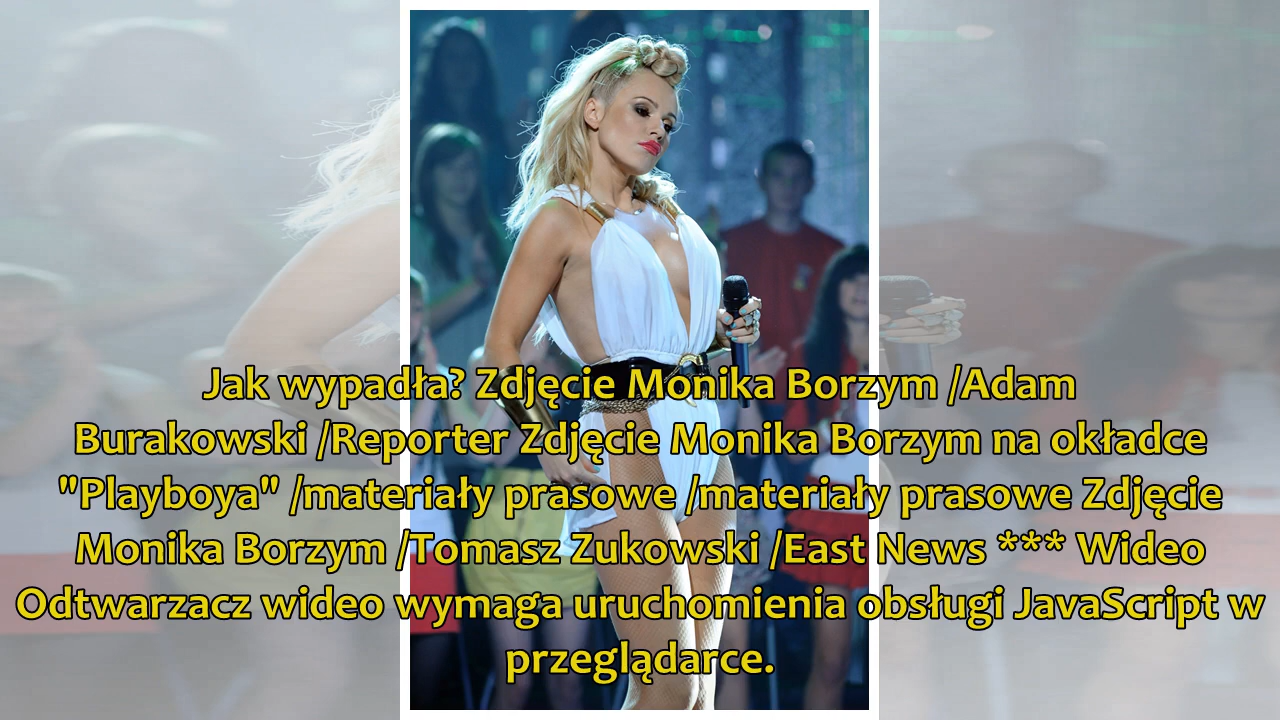 Jak wypadła? Zdjęcie Monika Borzym /Adam
Burakowski /Reporter Zdjęcie Monika Borzym na okładce
"Playboya" /materiały prasowe /materiały prasowe Zdjęcie
Monika Borzym /Tomasz Zukowski /East News *** Wideo
Odtwarzacz wideo wymaga uruchomienia obsługi JavaScript w
przeglądarce.